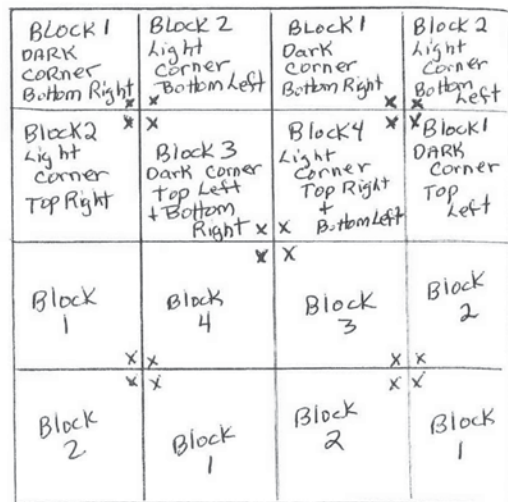 BLOCK 1
DARK
CORNER
Bottom Right
x
BLOCK 2
Light
Corner
Bottom Left
x
BLOCK 1
Dark
Corner
Bottom Right
x
Block 2
Light
Corner
Bottom
Left
x
Block 2
Light
Corner
Top Right
x
x
Block 3
Dark Corner
Top Left
+ Bottom
Right x
x
Block 4
Light
Corner
Top Right
+
x Bottom Left
x
Block 1
DARK
Corner
Top
Left
Block
1
x
x
Block
4
x
x
Block
3
x
Block
2
x
x
Block
2
x
Block
1
x
Block
2
x
Block
1